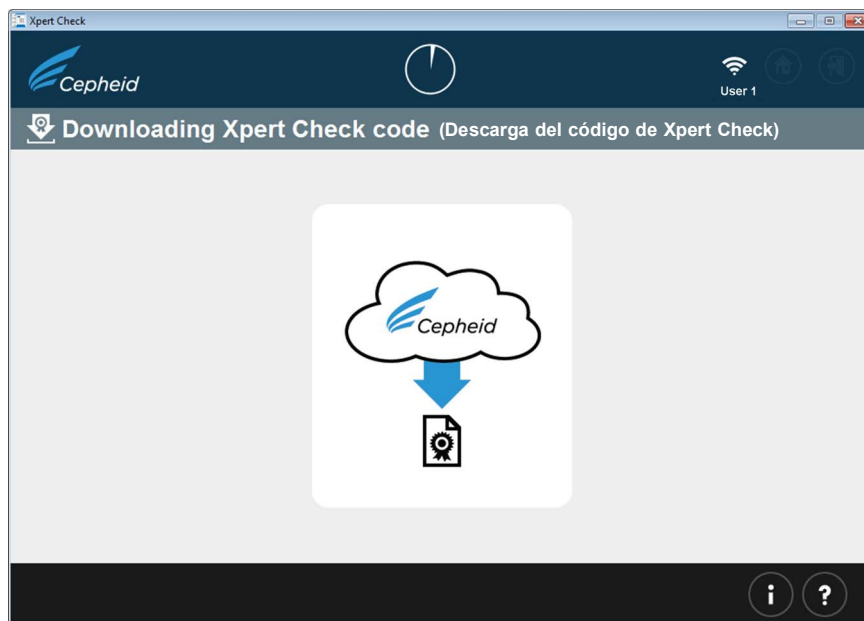 Xpert Check
Cepheid
User 1
Downloading Xpert Check code (Descarga del código de Xpert Check)
Cepheid
i ?